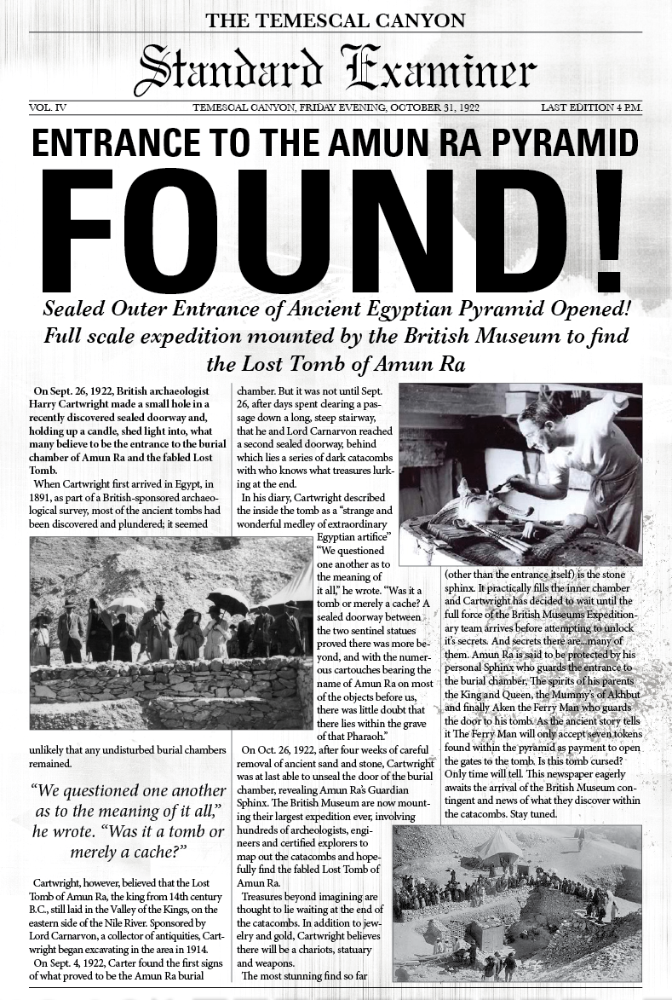 THE TEMESCAL CANYON
Standard Examiner
VOL. IV
TEMESCAL CANYON, FRIDAY EVENING, OCTOBER 31, 1922
LAST EDITION 4 P.M.
ENTRANCE TO THE AMUN RA PYRAMID
FOUND!
Sealed Outer Entrance of Ancient Egyptian Pyramid Opened!
Full scale expedition mounted by the British Museum to find
the Lost Tomb of Amun Ra
On Sept. 26, 1922, British archaeologist
Harry Cartwright made a small hole in a
recently discovered sealed doorway and,
holding up a candle, shed light into, what
many believe to be the entrance to the burial
chamber of Amun Ra and the fabled Lost
Tomb.
When Cartwright first arrived in Egypt, in
1891, as part of a British-sponsored archaeo-
logical survey, most of the ancient tombs had
been discovered and plundered; it seemed
unlikely that any undisturbed burial chambers
remained.
“We questioned one another
as to the meaning of it all,”
he wrote. “Was it a tomb or
merely a cache?”
Cartwright, however, believed that the Lost
Tomb of Amun Ra, the king from 14th century
B.C., still laid in the Valley of the Kings, on the
eastern side of the Nile River. Sponsored by
Lord Carnarvon, a collector of antiquities, Cart-
wright began excavating in the area in 1914.
On Sept. 4, 1922, Carter found the first signs
of what proved to be the Amun Ra burial
chamber. But it was not until Sept.
26, after days spent clearing a pas-
sage down a long, steep stairway,
that he and Lord Carnarvon reached
a second sealed doorway, behind
which lies a series of dark catacombs
with who knows what treasures lurk-
ing at the end.
In his diary, Cartwright described
the inside the tomb as a “strange and
wonderful medley of extraordinary
Egyptian artifice”
“We questioned
one another as to
the meaning of
it all,” he wrote. “Was it a
tomb or merely a cache? A
sealed doorway between
the two sentinel statues
proved there was more be-
yond, and with the numer-
ous cartouches bearing the
name of Amun Ra on most
of the objects before us,
there was little doubt that
there lies within the grave
of that Pharaoh.”
On Oct. 26, 1922, after four weeks of careful
removal of ancient sand and stone, Cartwright
was at last able to unseal the door of the burial
chamber, revealing Amun Ra’s Guardian
Sphinx. The British Museum are now mount-
ing their largest expedition ever, involving
hundreds of archeologists, engi-
neers and certified explorers to
map out the catacombs and hope-
fully find the fabled Lost Tomb of
Amun Ra.
Treasures beyond imagining are
thought to lie waiting at the end of
the catacombs. In addition to jew-
elry and gold, Cartwright believes
there will be a chariots, statuary
and weapons.
The most stunning find so far
(other than the entrance itself) is the stone
sphinx. It practically fills the inner chamber
and Cartwright has decided to wait until the
full force of the British Museums Expedition-
ary team arrives before attempting to unlock
it’s secrets. And secrets there are...many of
them. Amun Ra is said to be protected by his
personal Sphinx who guards the entrance to
the burial chamber, The spirits of his parents
the King and Queen, the Mummy’s of Akhbut
and finally Aken the Ferry Man who guards
the door to his tomb. As the ancient story tells
it The Ferry Man will only accept seven tokens
found within the pyramid as payment to open
the gates to the tomb. Is this tomb cursed?
Only time will tell. This newspaper eagerly
awaits the arrival of the British Museum con-
tingent and news of what they discover within
the catacombs. Stay tuned.